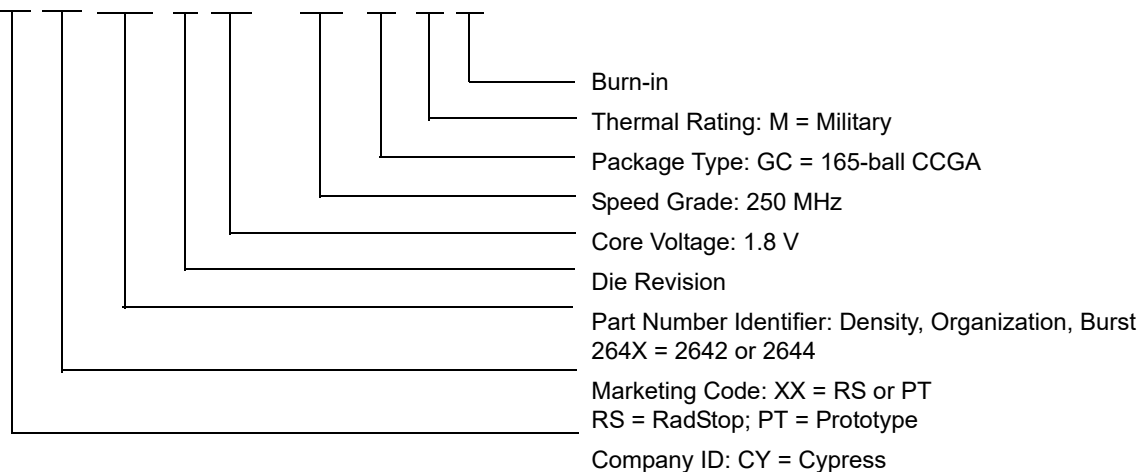 Burn-in
Thermal Rating: M = Military
Package Type: GC = 165-ball CCGA
Speed Grade: 250 MHz
Core Voltage: 1.8 V
Die Revision
Part Number Identifier: Density, Organization, Burst
264X = 2642 or 2644
Marketing Code: XX = RS or PT
RS = RadStop; PT = Prototype
Company ID: CY = Cypress